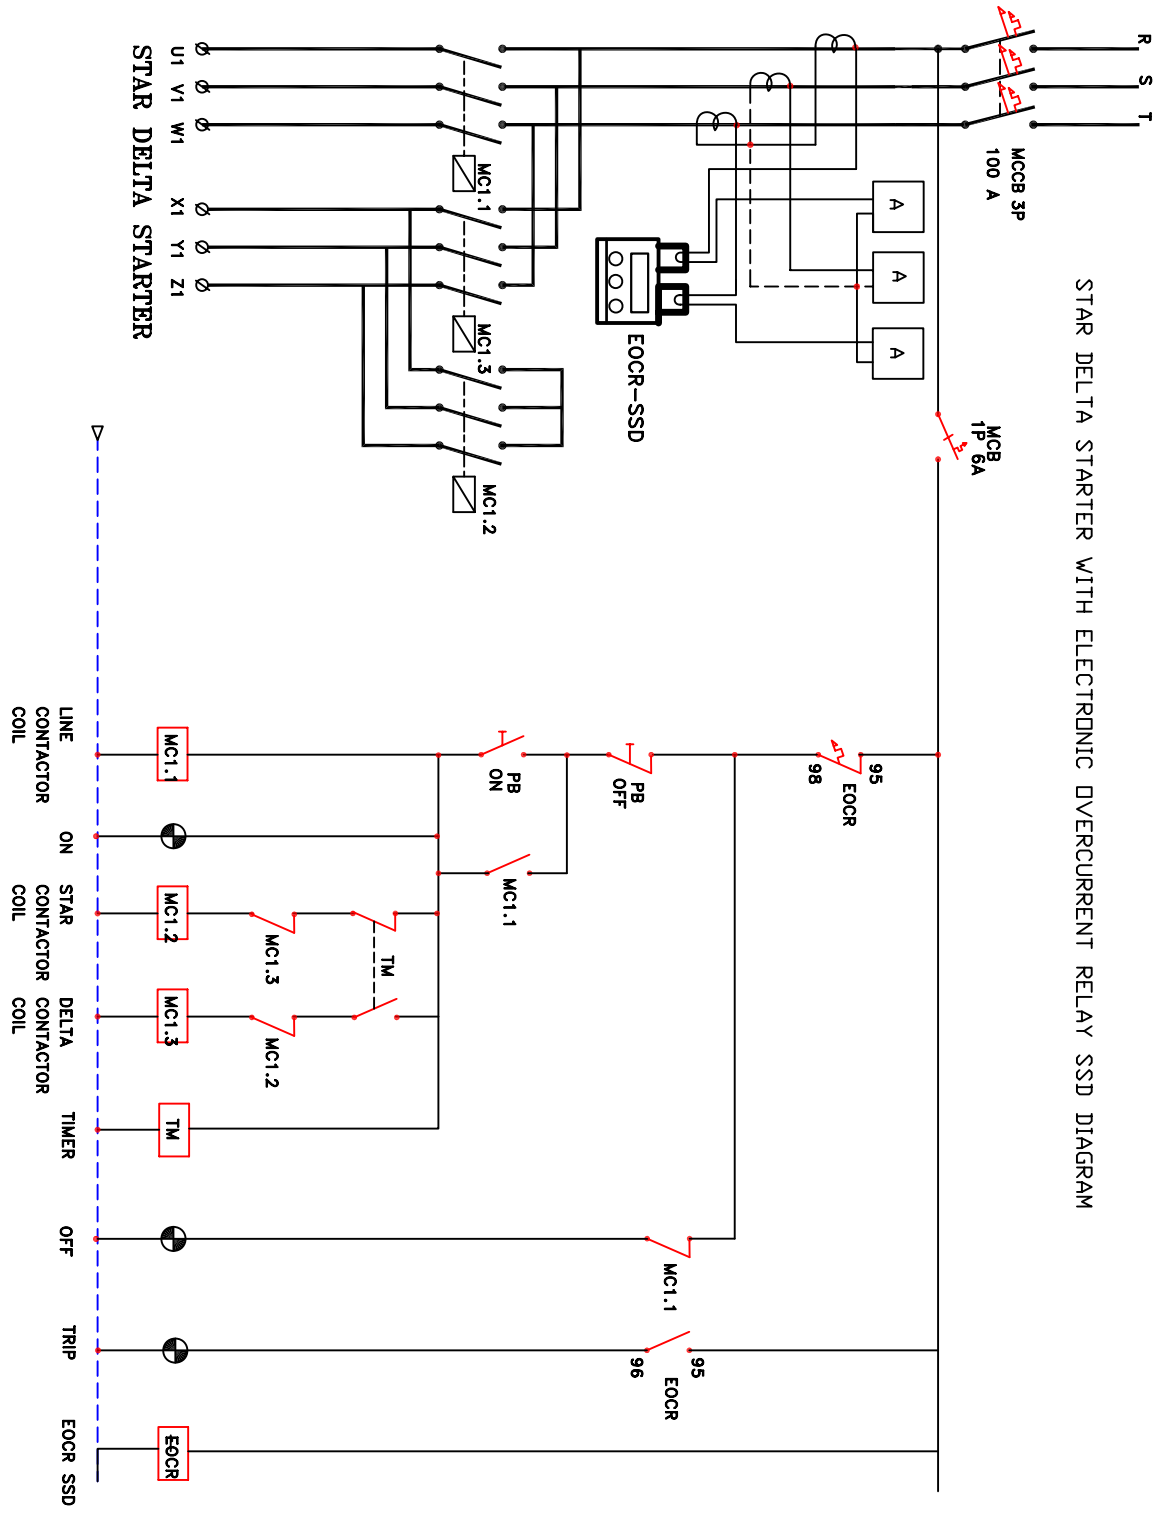 STAR DELTA STARTER WITH ELECTRONIC OVERCURRENT RELAY SSD DIAGRAM
R
S
T
MCCB 3P
100 A
A
A
A
MCB
1P 6A
EOCR-SSD
MC1.1
MC1.3
MC1.2
U1
V1
W1
X1
Y1
Z1
STAR DELTA STARTER
95
EOCR
98
PB
OFF
PB
ON
MC1.1
TM
MC1.3
MC1.2
MC1.1
95
EOCR
96
MC1.1
MC1.2
MC1.3
TM
EOCR
LINE
CONTACTOR
COIL
ON
STAR
CONTACTOR
COIL
DELTA
CONTACTOR
COIL
TIMER
OFF
TRIP
EOCR SSD